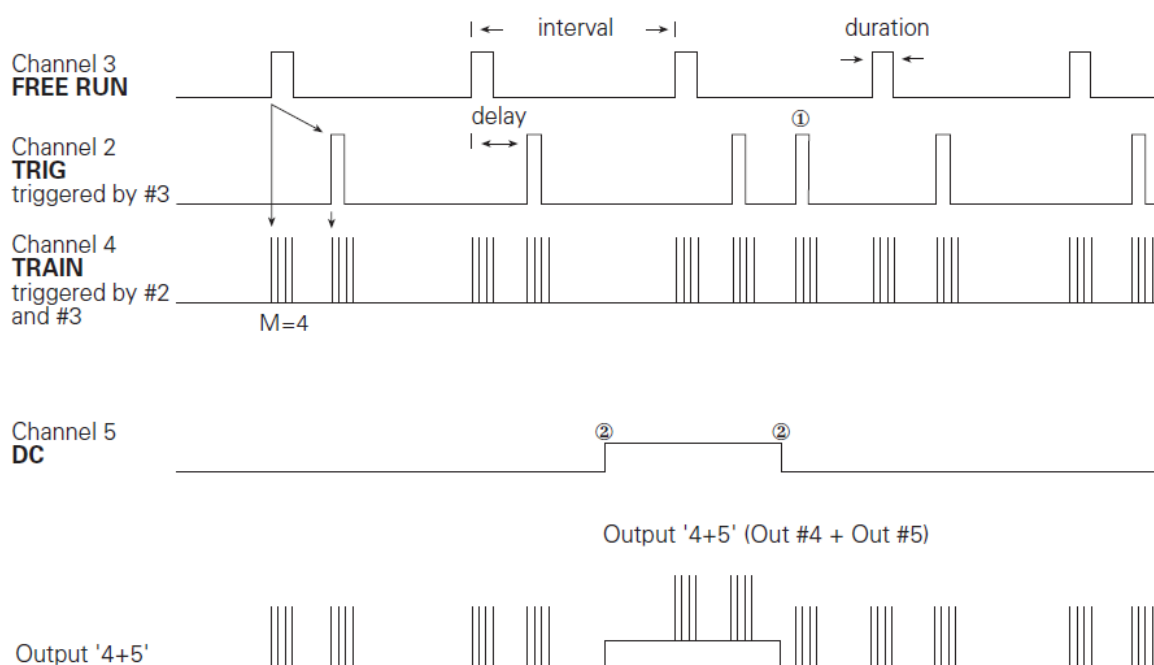 interval
duration
Channel 3
FREE RUN
delay
①
Channel 2
TRIG
triggered by #3
Channel 4
TRAIN
triggered by #2
and #3
M=4
Channel 5
DC
②
②
Output '4+5' (Out #4 + Out #5)
Output '4+5'